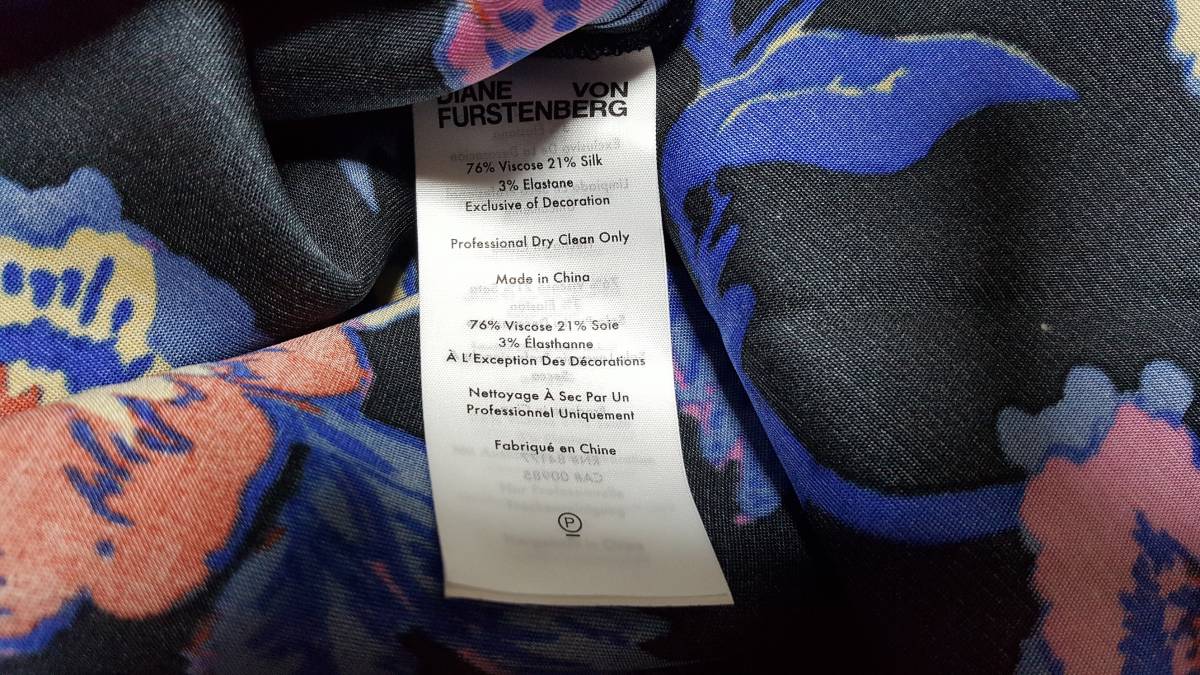 DIANE VON
FURSTENBERG
76% Viscose 21% Silk
3% Elastane
Exclusive of Decoration
Professional Dry Clean Only
Made in China
76% Viscose 21% Soie
3% Élasthanne
À L'Exception Des Décorations
Nettoyage À Sec Par Un
Professionnel Uniquement
Fabriqué en Chine
P